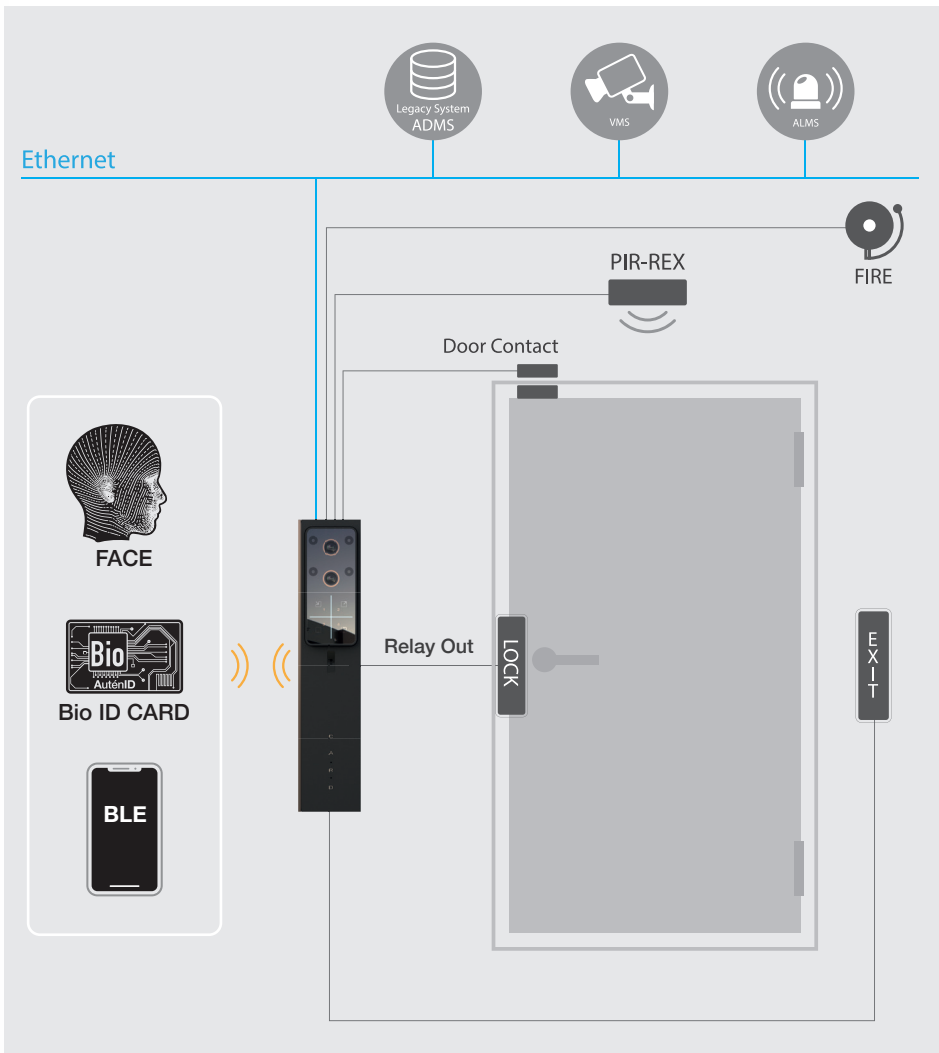 Legacy System
ADMS
VMS
ALMS
Ethernet
FIRE
PIR-REX
Door Contact
FACE
Bio
AuténID
Bio ID CARD
BLE
Relay Out
LOCK
EXIT
C
A
R
D